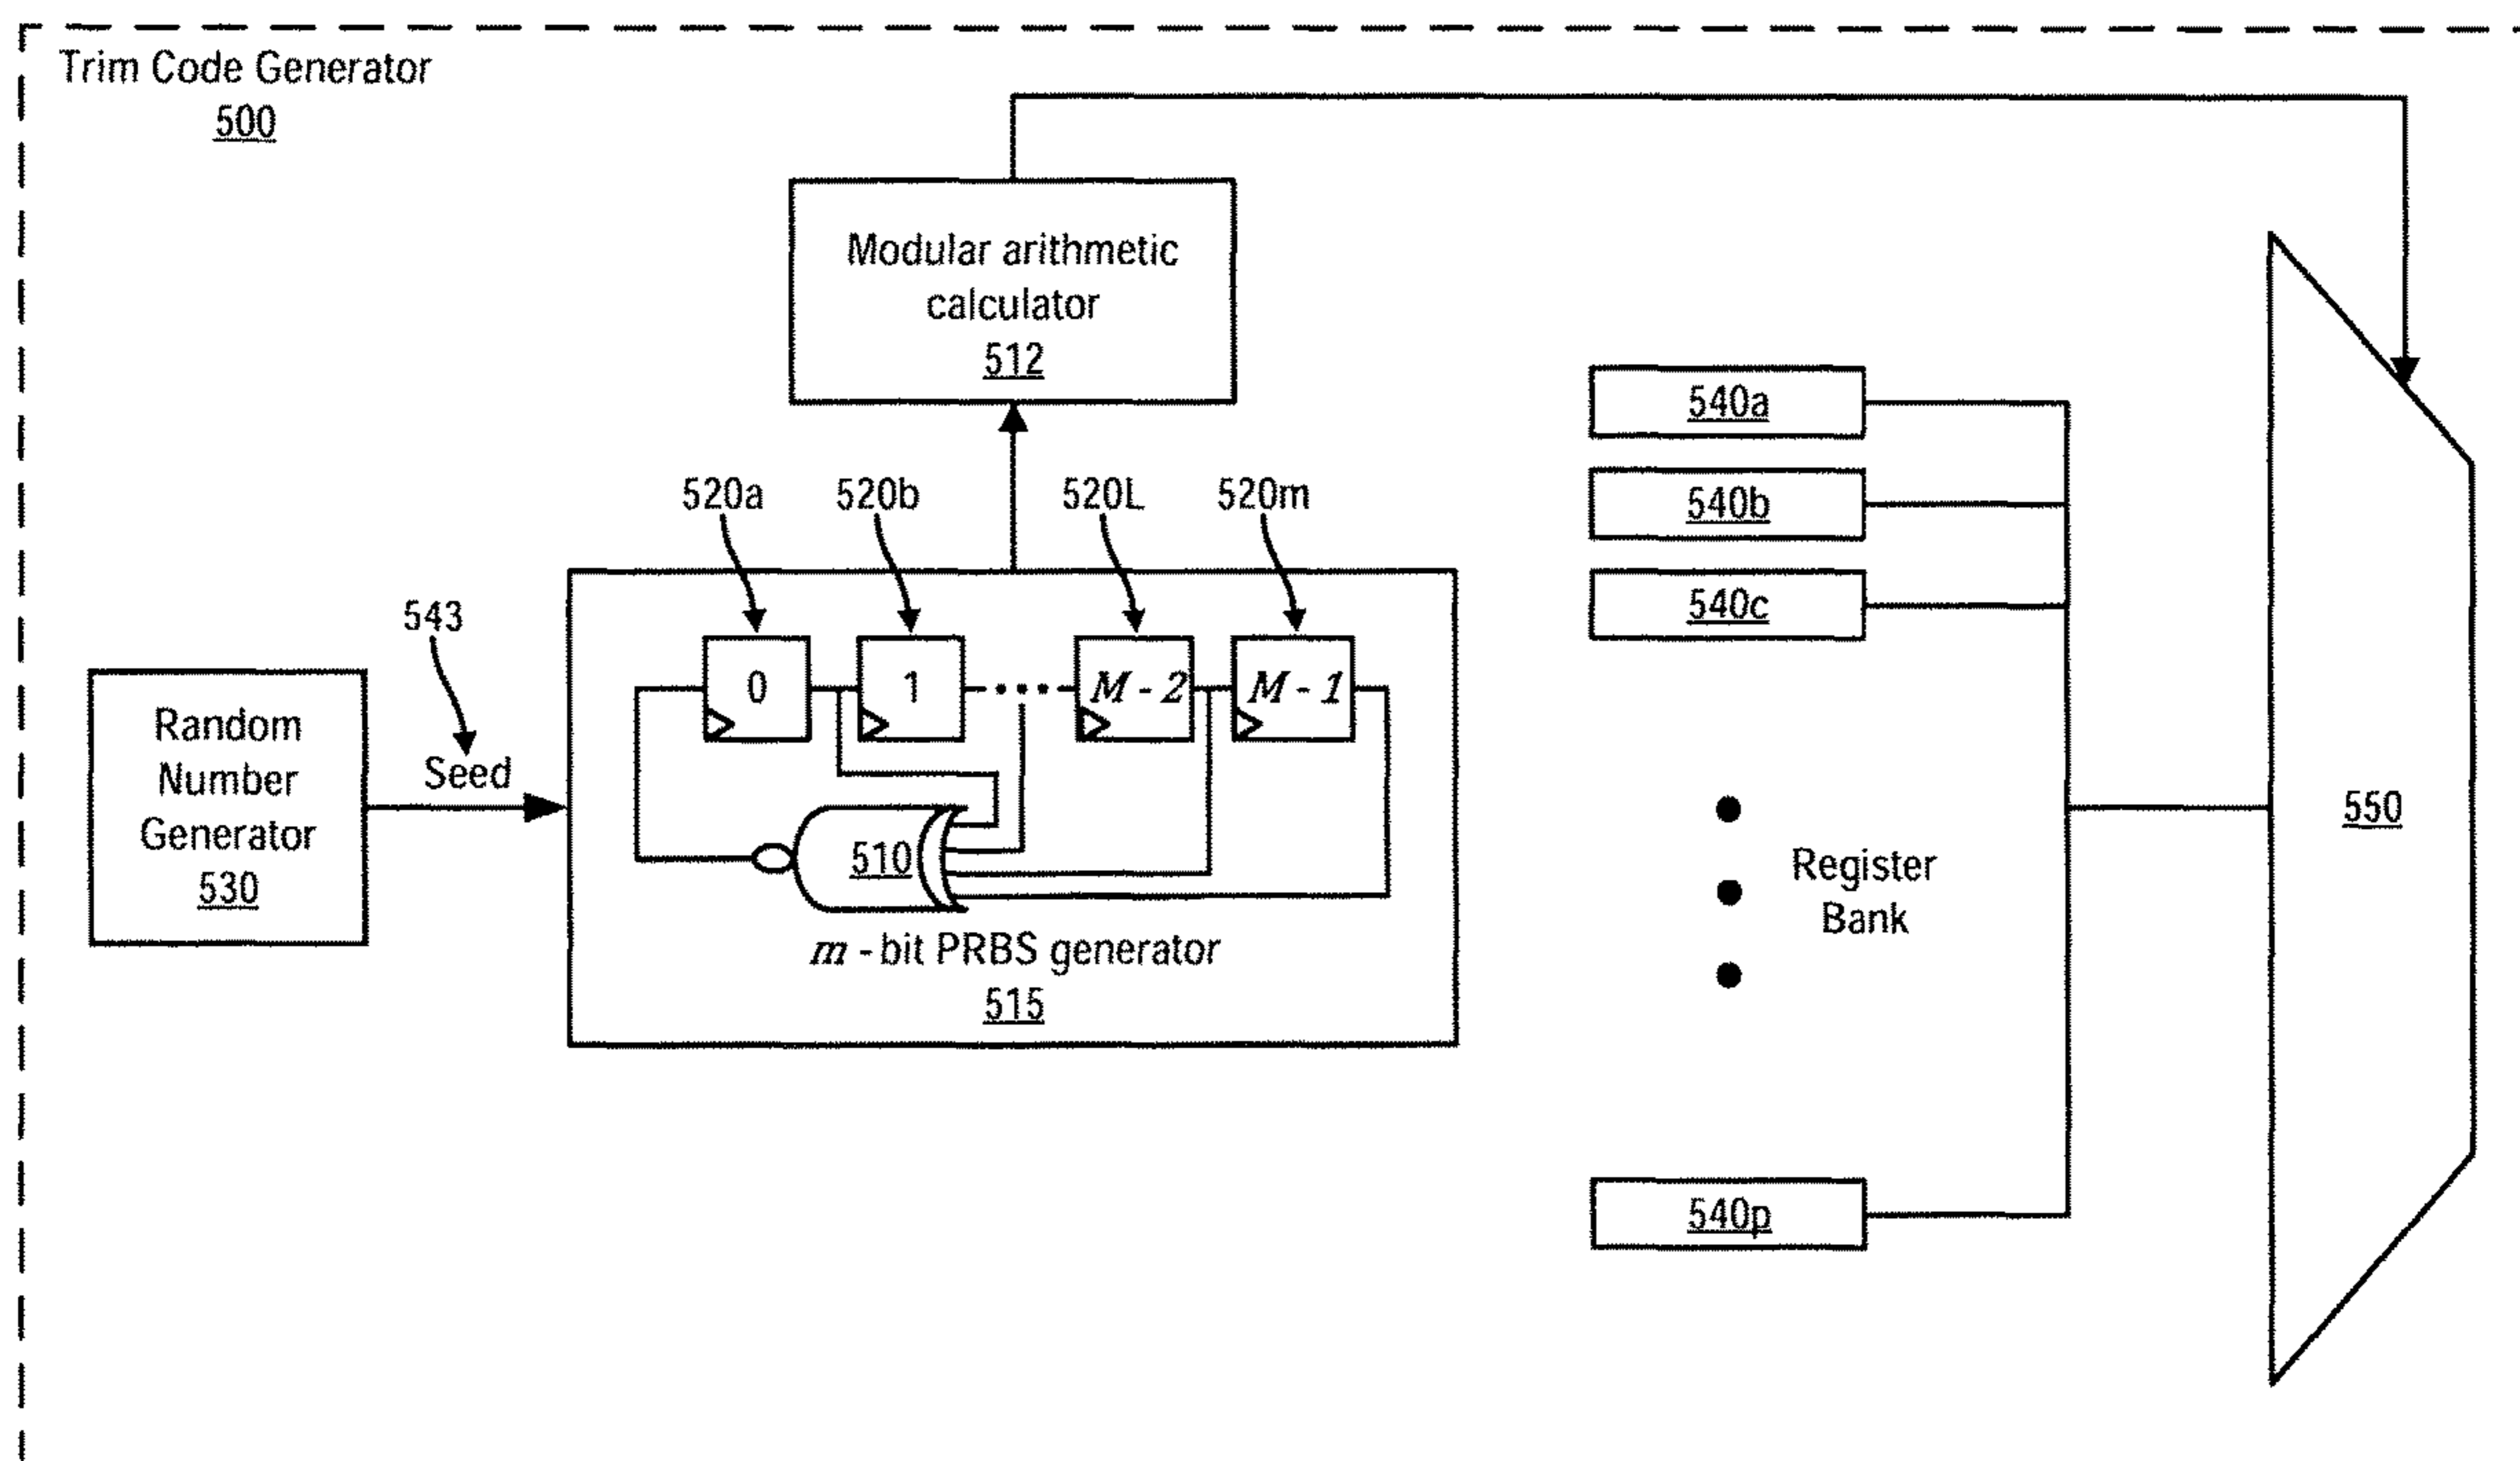 Trim Code Generator
500
Modular arithmetic
calculator
512
540a
540b
540c
520a
520b
520L
520m
543
0
1
M - 2
M - 1
Random
Number
Generator
530
Seed
510
m - bit PRBS generator
515
Register
Bank
550
540p